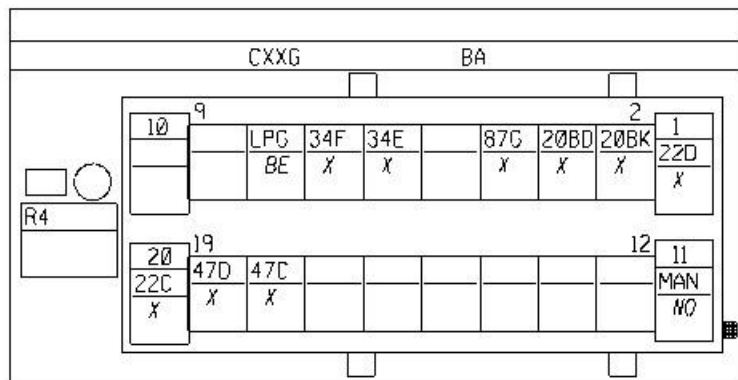 CXXG BA
9 2
10 1
LPG 34F 34E 87G 20BD 20BK 22D
BE X X X X X X
R4
19 12
20 11
22C 47D 47C MAN
X X X NO